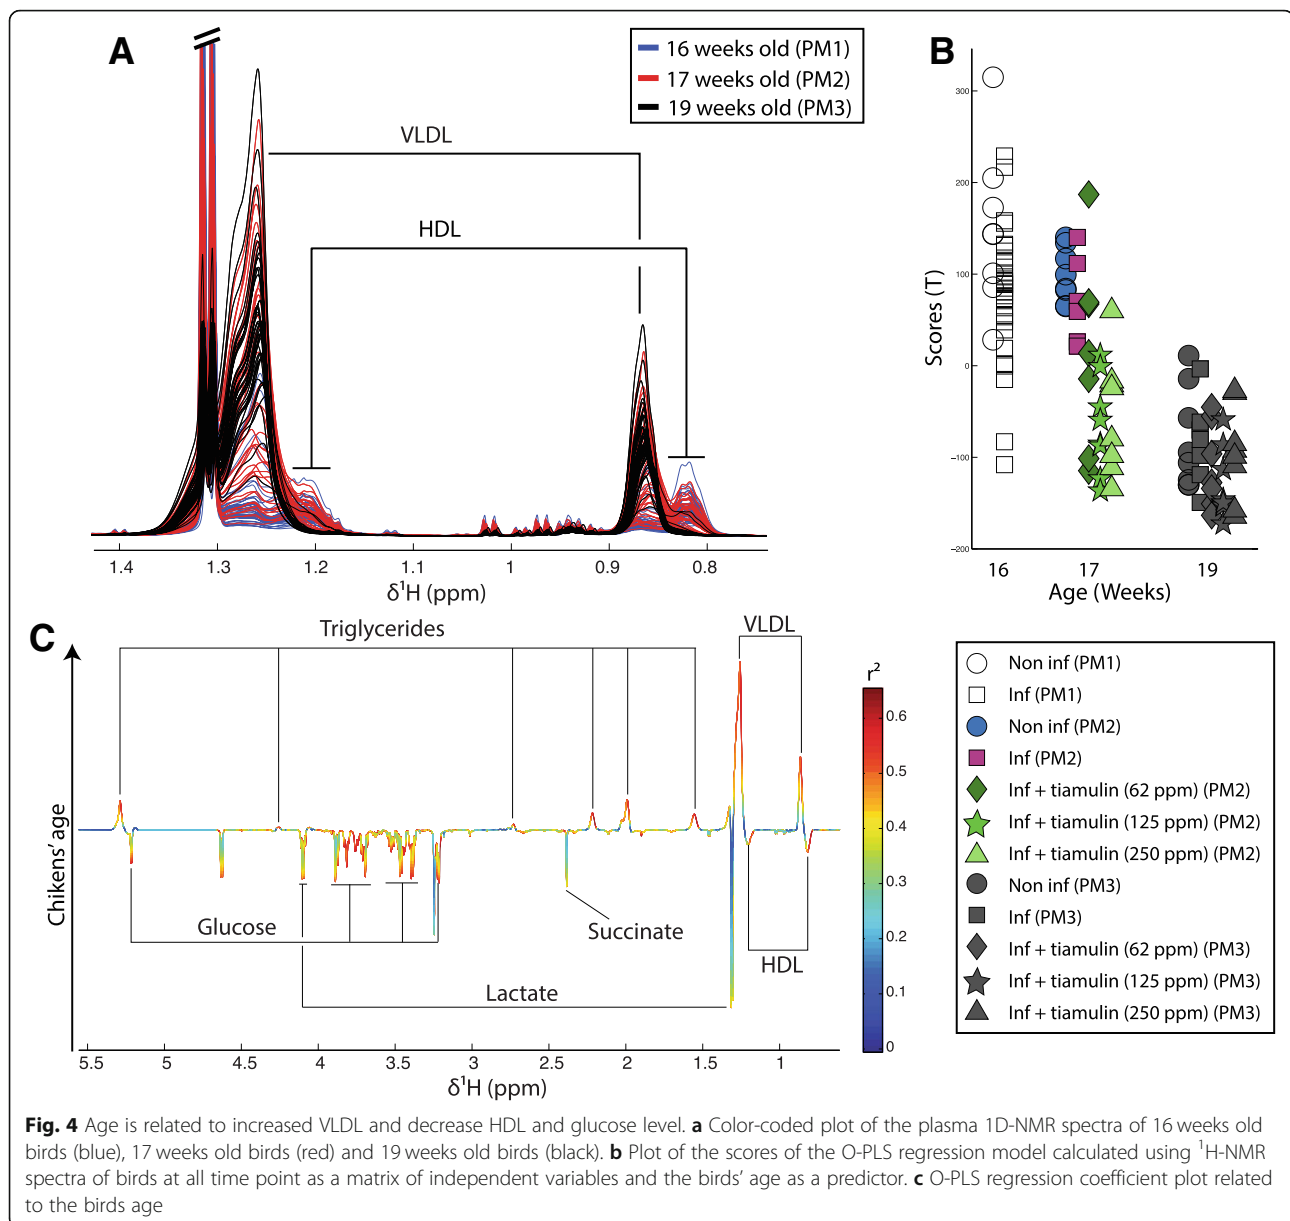 A
16 weeks old (PM1)
17 weeks old (PM2)
19 weeks old (PM3)
VLDL
HDL
1.4 1.3 1.2 1.1 1 0.9 0.8
δ¹H (ppm)
B
300
200
100
0
−100
−200
Scores (T)
16 17 19
Age (Weeks)
C
Triglycerides
VLDL
r²
0.6
0.5
0.4
0.3
0.2
0.1
0
Chikens' age
Glucose
Succinate
HDL
Lactate
5.5 5 4.5 4 3.5 3 2.5 2 1.5 1
δ¹H (ppm)
Non inf (PM1)
Inf (PM1)
Non inf (PM2)
Inf (PM2)
Inf + tiamulin (62 ppm) (PM2)
Inf + tiamulin (125 ppm) (PM2)
Inf + tiamulin (250 ppm) (PM2)
Non inf (PM3)
Inf (PM3)
Inf + tiamulin (62 ppm) (PM3)
Inf + tiamulin (125 ppm) (PM3)
Inf + tiamulin (250 ppm) (PM3)
Fig. 4 Age is related to increased VLDL and decrease HDL and glucose level. a Color-coded plot of the plasma 1D-NMR spectra of 16 weeks old
birds (blue), 17 weeks old birds (red) and 19 weeks old birds (black). b Plot of the scores of the O-PLS regression model calculated using ¹H-NMR
spectra of birds at all time point as a matrix of independent variables and the birds' age as a predictor. c O-PLS regression coefficient plot related
to the birds age